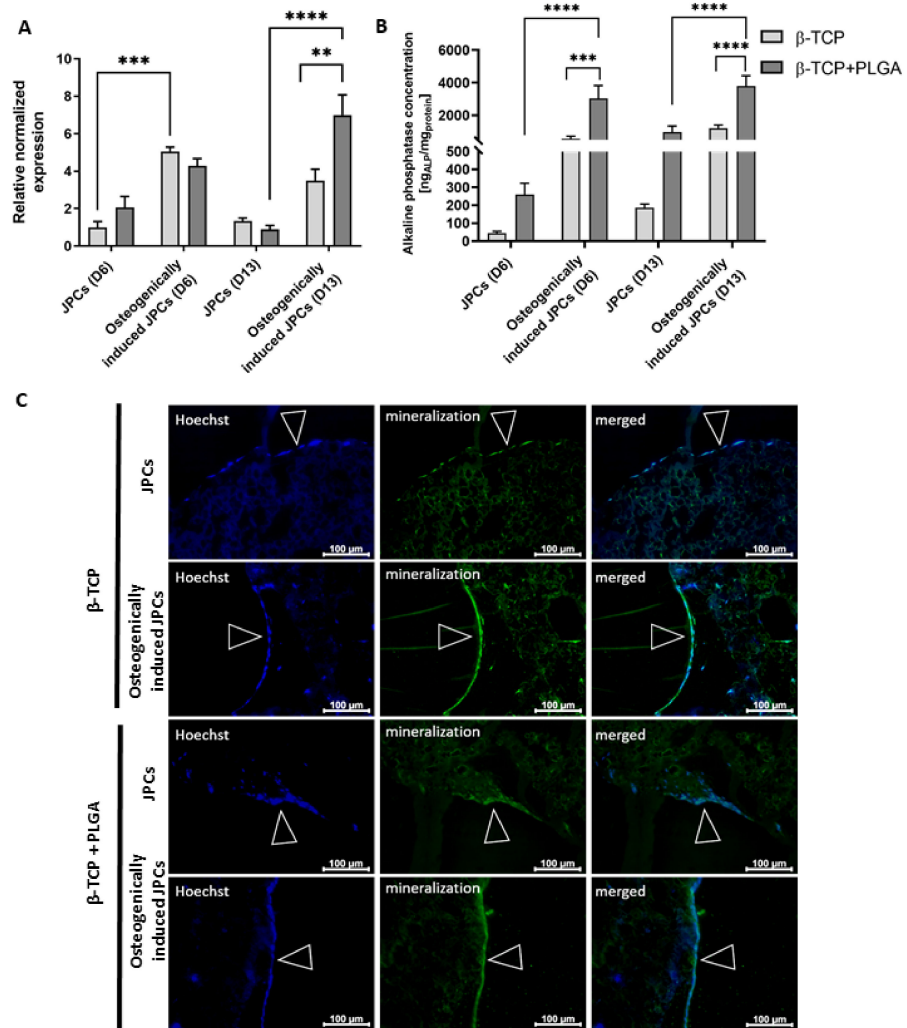 A
Relative normalized
expression
10
8
6
4
2
0
***
****
**
JPCs (D6)
Osteogenically
induced JPCs (D6)
JPCs (D13)
Osteogenically
induced JPCs (D13)
B
Alkaline phosphatase concentration
[ngALP/mgprotein]
6000
4000
2000
500
400
300
200
100
0
****
***
****
****
JPCs (D6)
Osteogenically
induced JPCs (D6)
JPCs (D13)
Osteogenically
induced JPCs (D13)
β-TCP
β-TCP+PLGA
C
β-TCP
JPCs
Hoechst
100 µm
mineralization
100 µm
merged
100 µm
Osteogenically
induced JPCs
Hoechst
100 µm
mineralization
100 µm
merged
100 µm
β-TCP +PLGA
JPCs
Hoechst
100 µm
mineralization
100 µm
merged
100 µm
Osteogenically
induced JPCs
Hoechst
100 µm
mineralization
100 µm
merged
100 µm